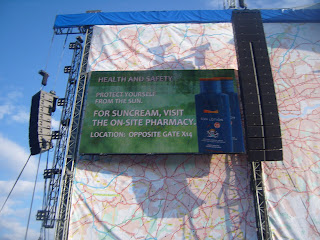 HEALTH AND SAFETY
PROTECT YOURSELF
FROM THE SUN.
FOR SUNCREAM, VISIT
THE ON-SITE PHARMACY.
LOCATION: OPPOSITE GATE X14